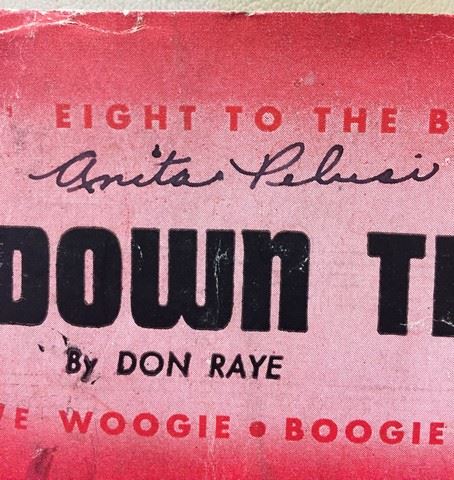 EIGHT TO THE B
Anita Pelusi
DOWN T
By DON RAYE
E WOOGIE • BOOGIE